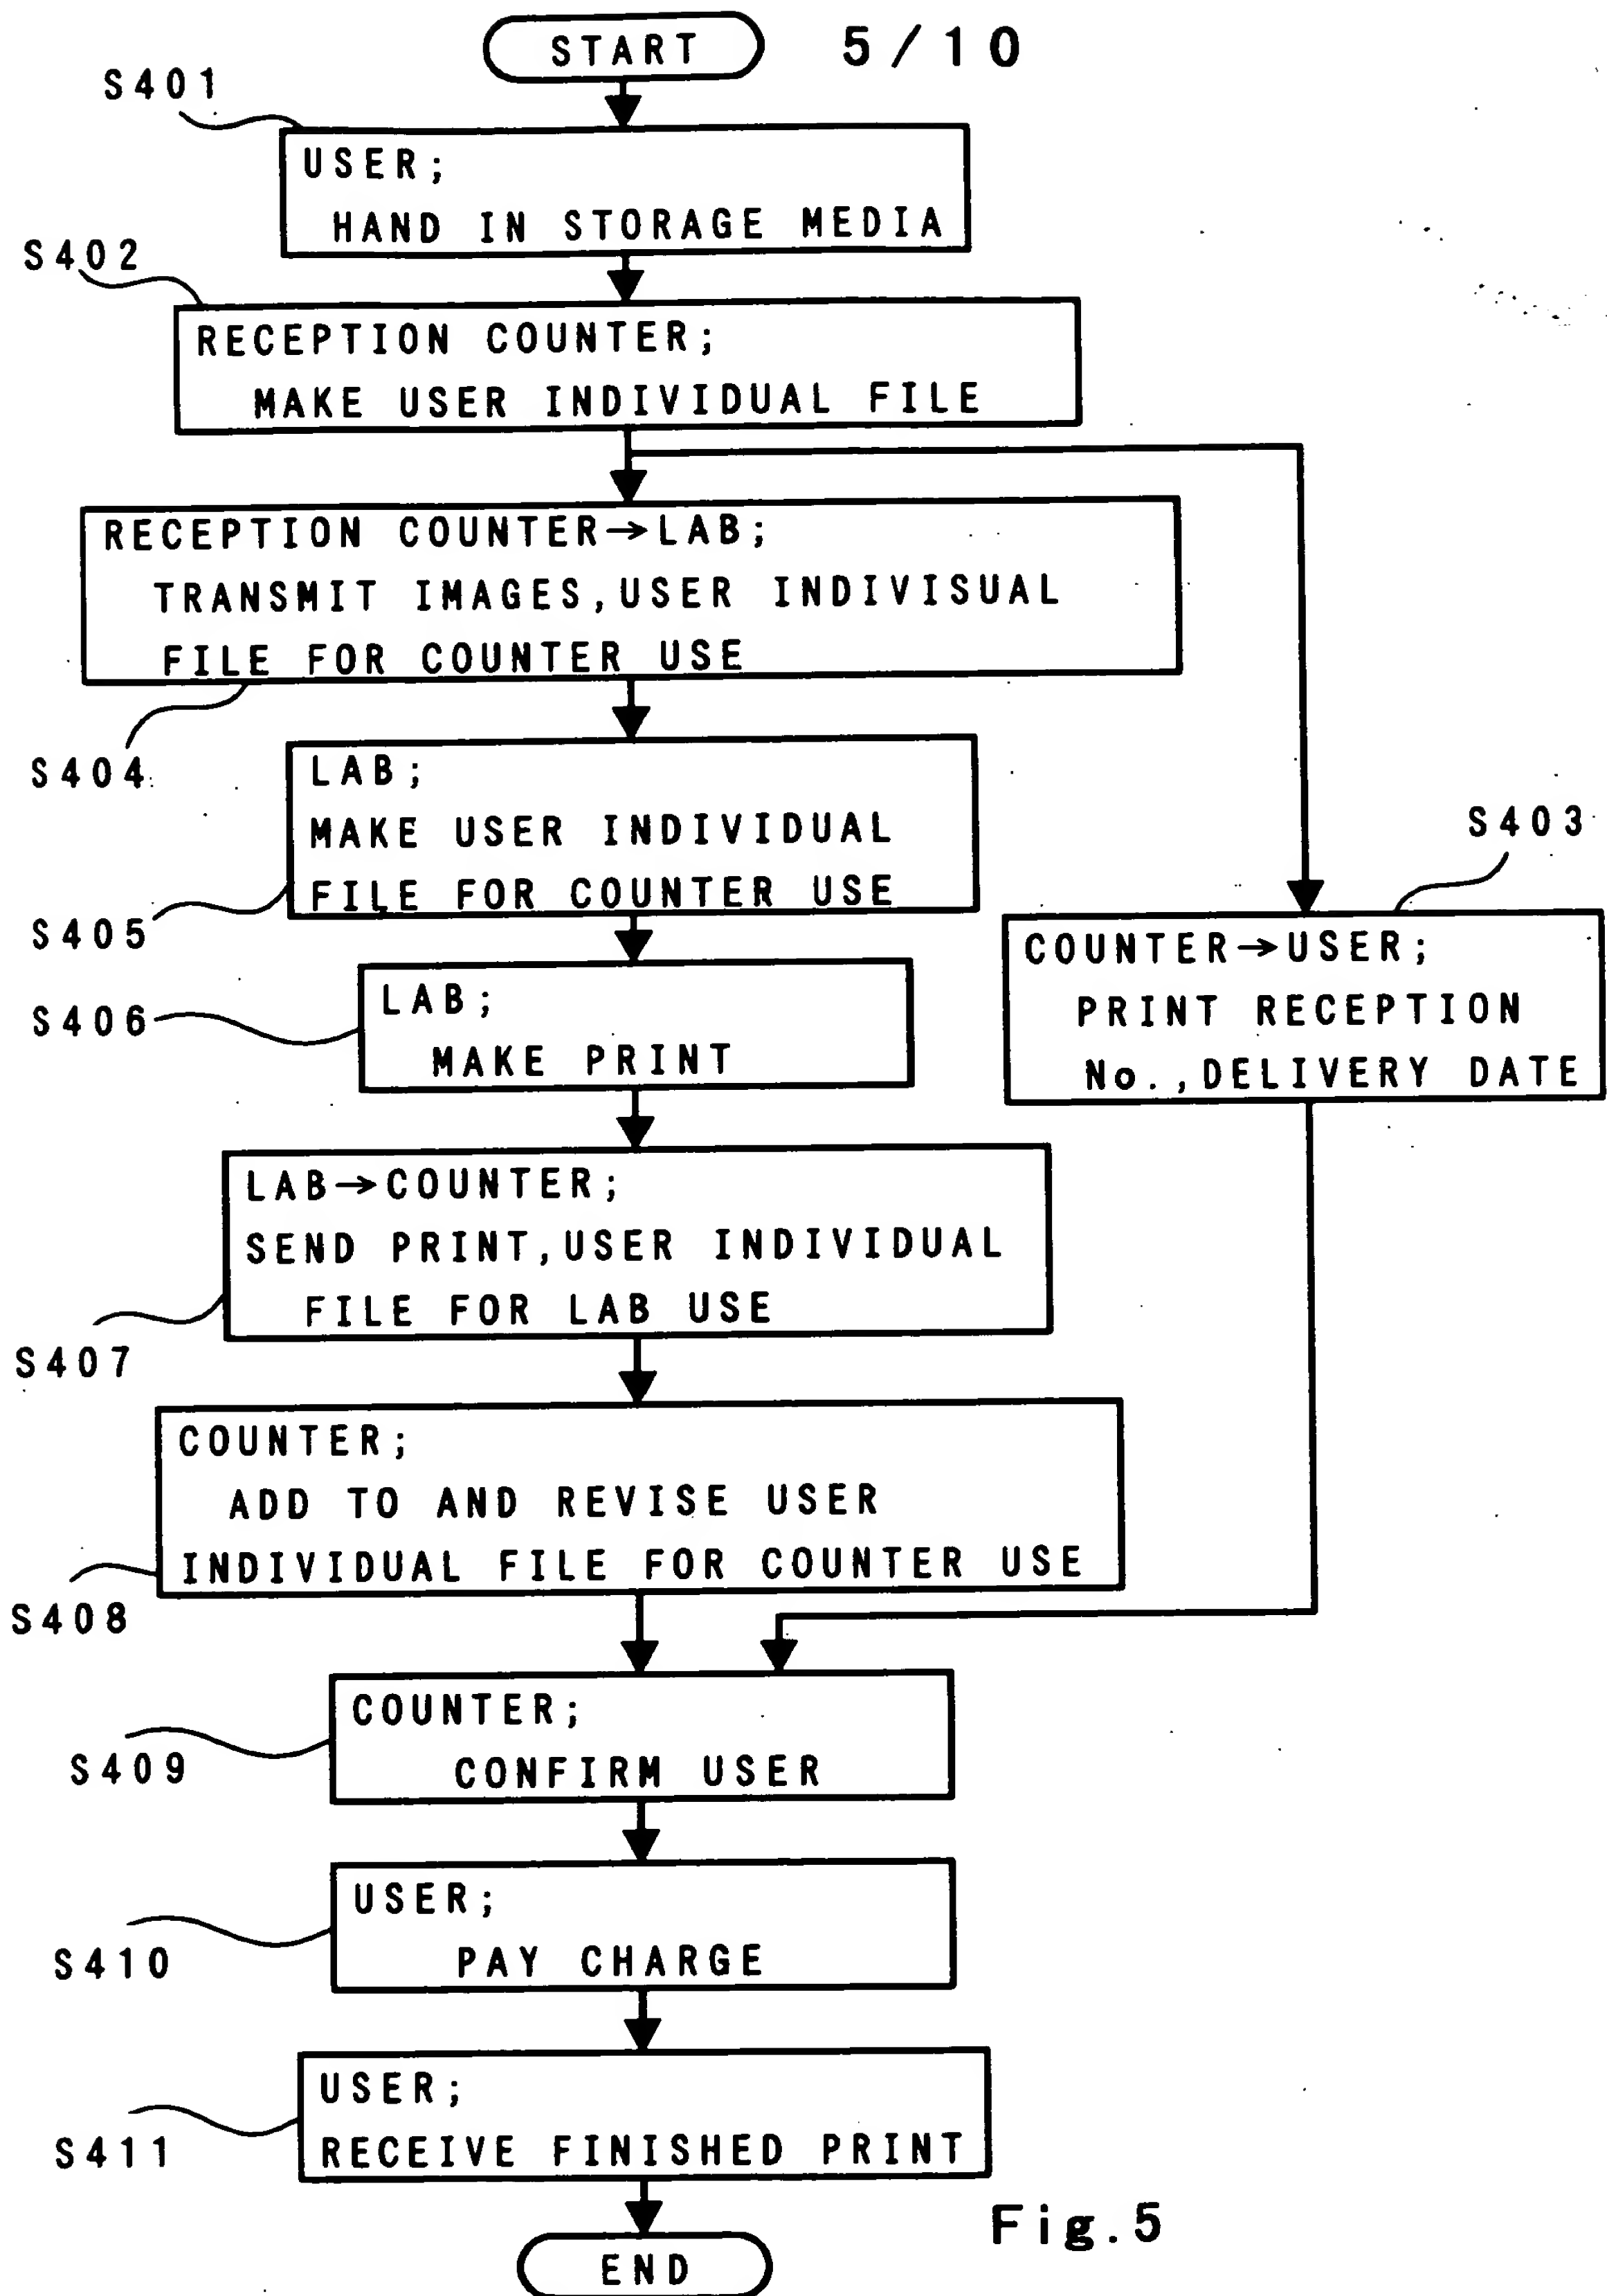 START
5/10
S401
USER;
HAND IN STORAGE MEDIA
S402
RECEPTION COUNTER;
MAKE USER INDIVIDUAL FILE
RECEPTION COUNTER→LAB;
TRANSMIT IMAGES,USER INDIVISUAL
FILE FOR COUNTER USE
S404
LAB;
MAKE USER INDIVIDUAL
FILE FOR COUNTER USE
S405
S403
COUNTER→USER;
PRINT RECEPTION
No.,DELIVERY DATE
S406
LAB;
MAKE PRINT
LAB→COUNTER;
SEND PRINT,USER INDIVIDUAL
FILE FOR LAB USE
S407
COUNTER;
ADD TO AND REVISE USER
INDIVIDUAL FILE FOR COUNTER USE
S408
COUNTER;
CONFIRM USER
S409
USER;
PAY CHARGE
S410
USER;
RECEIVE FINISHED PRINT
S411
END
Fig.5